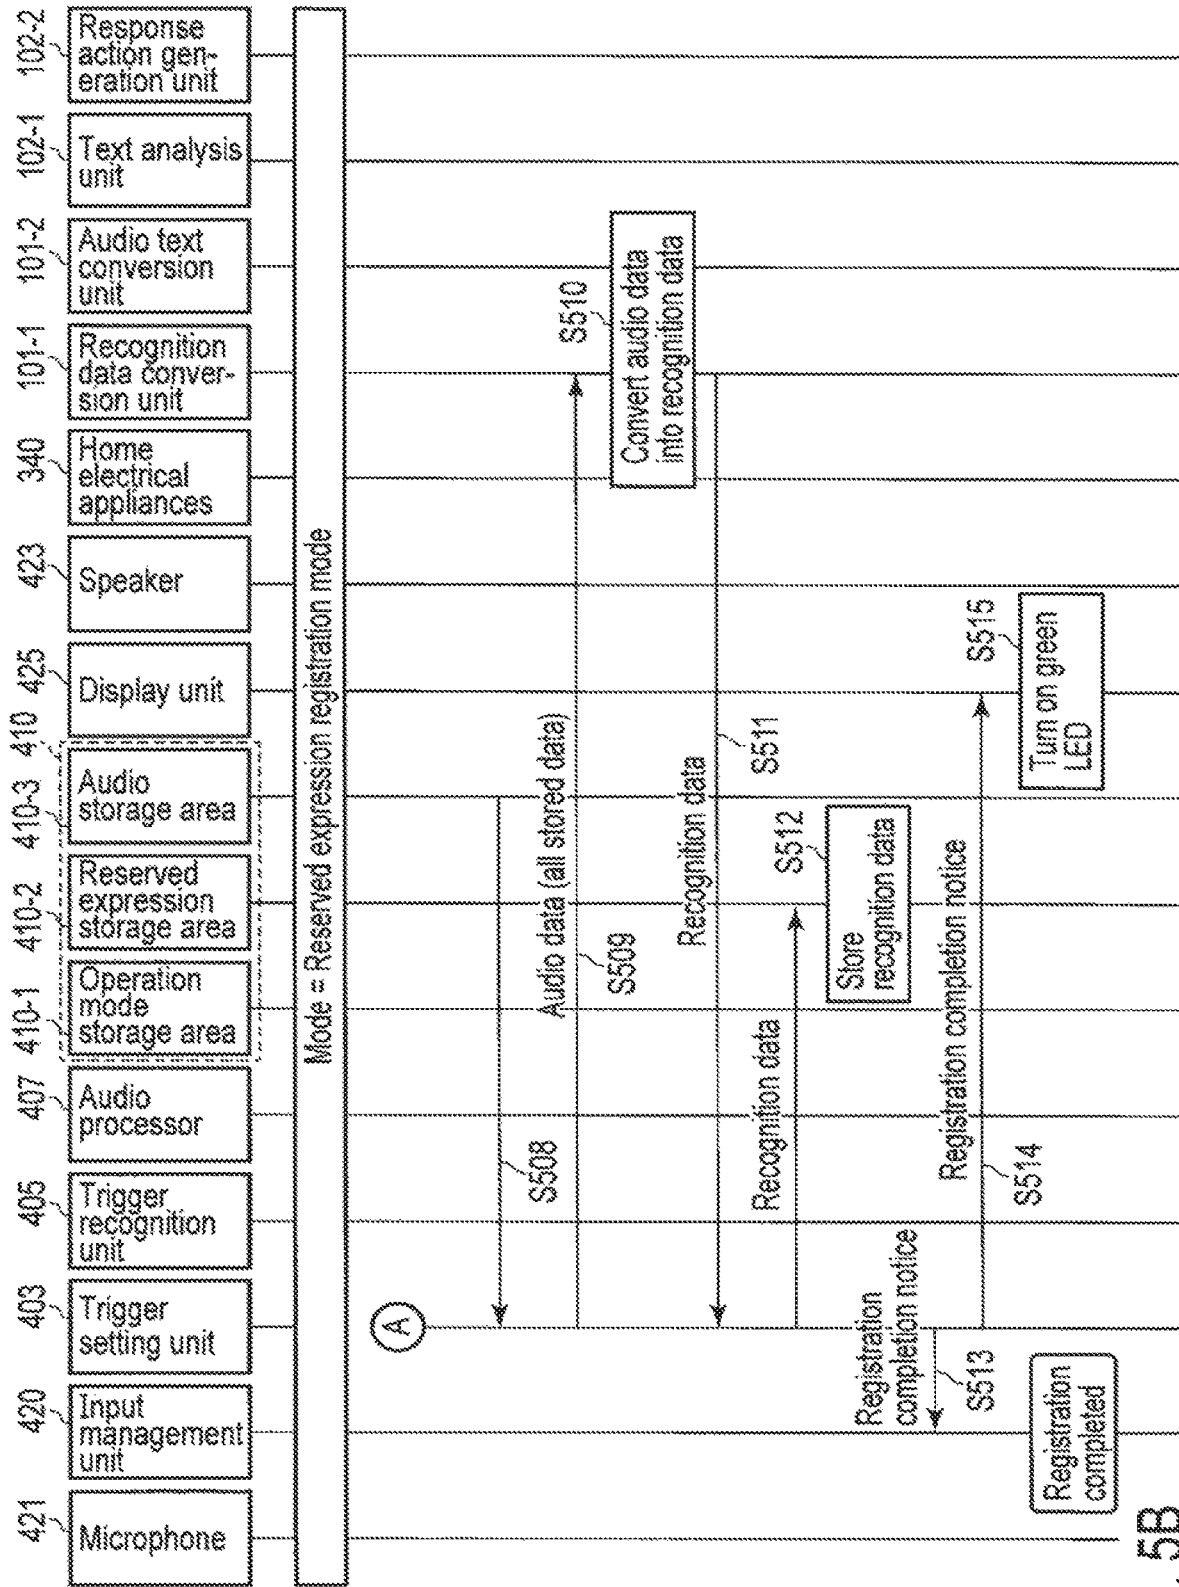 421
Microphone
420
Input
management
unit
403
Trigger
setting unit
405
Trigger
recognition
unit
407
Audio
processor
410-1
Operation
mode
storage area
410-2
Reserved
expression
storage area
410-3
Audio
storage area
410
425
Display unit
423
Speaker
340
Home
electrical
appliances
101-1
Recognition
data conver-
sion unit
101-2
Audio text
conversion
unit
102-1
Text analysis
unit
102-2
Response
action gen-
eration unit
Mode = Reserved expression registration mode
A
S508
Audio data (all stored data)
S509
S510
Convert audio data
into recognition data
Recognition data
S511
Recognition data
S512
Store
recognition data
Registration
completion notice
S513
Registration completion notice
S514
S515
Turn on green
LED
Registration
completed
5B